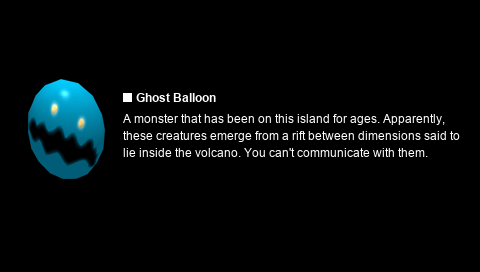 Ghost Balloon
A monster that has been on this island for ages. Apparently,
these creatures emerge from a rift between dimensions said to
lie inside the volcano. You can't communicate with them.